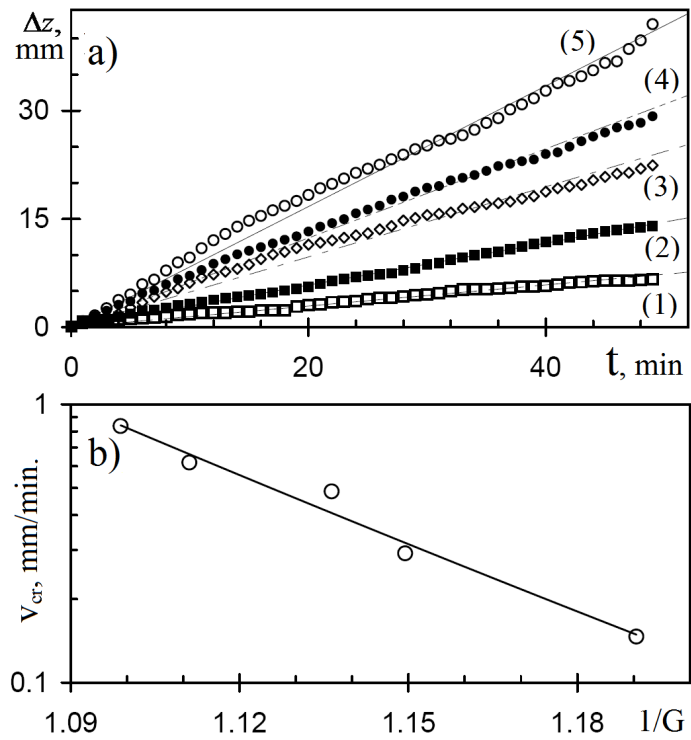 Δz,
mm
a)
(5)
(4)
30
(3)
15
(2)
(1)
0
0
20
40
t, min
1
b)
v_cr, mm/min.
0.1
1.09
1.12
1.15
1.18
1/G